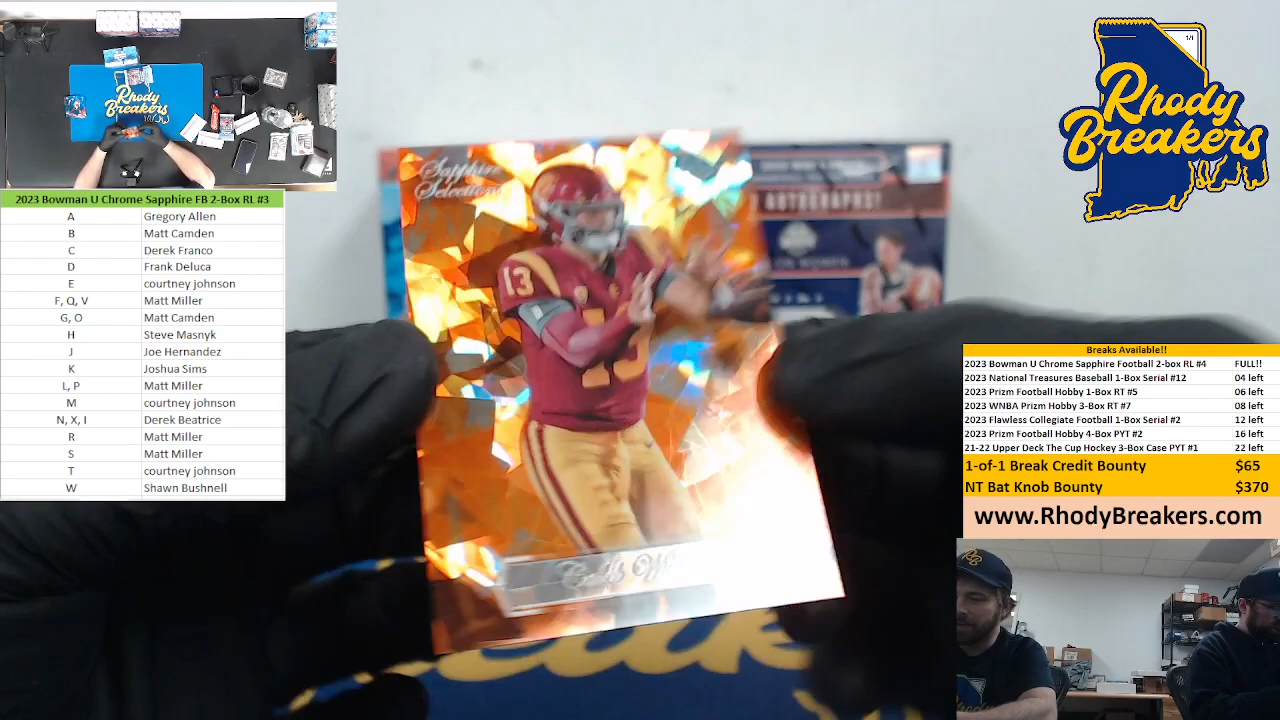 Rhody
Breakers
2023 Bowman U Chrome Sapphire FB 2-Box RL #3
A Gregory Allen
B Matt Camden
C Derek Franco
D Frank Deluca
E courtney johnson
F, Q, V Matt Miller
G, O Matt Camden
H Steve Masnyk
J Joe Hernandez
K Joshua Sims
L, P Matt Miller
M courtney johnson
N, X, I Derek Beatrice
R Matt Miller
S Matt Miller
T courtney johnson
W Shawn Bushnell
Sapphire
Selections
13
13
AUTOGRAPHS!
1/1
Rhody
Breakers
Breaks Available!!
2023 Bowman U Chrome Sapphire Football 2-box RL #4 FULL!!
2023 National Treasures Baseball 1-Box Serial #12 04 left
2023 Prizm Football Hobby 1-Box RT #5 06 left
2023 WNBA Prizm Hobby 3-Box RT #7 08 left
2023 Flawless Collegiate Football 1-Box Serial #2 12 left
2023 Prizm Football Hobby 4-Box PYT #2 16 left
21-22 Upper Deck The Cup Hockey 3-Box Case PYT #1 22 left
1-of-1 Break Credit Bounty $65
NT Bat Knob Bounty $370
www.RhodyBreakers.com
RB